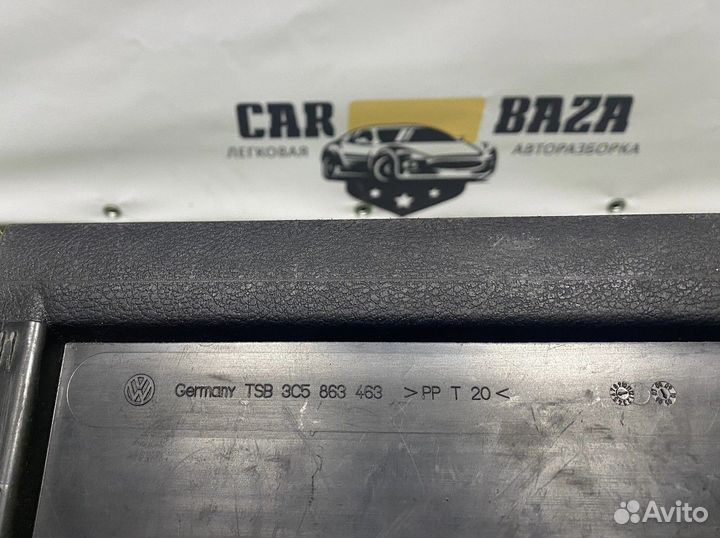 CAR BAZA
ЛЕГКОВАЯ АВТОРАЗБОРКА
Germany TSB 3C5 863 463 >PP T 20<
Avito